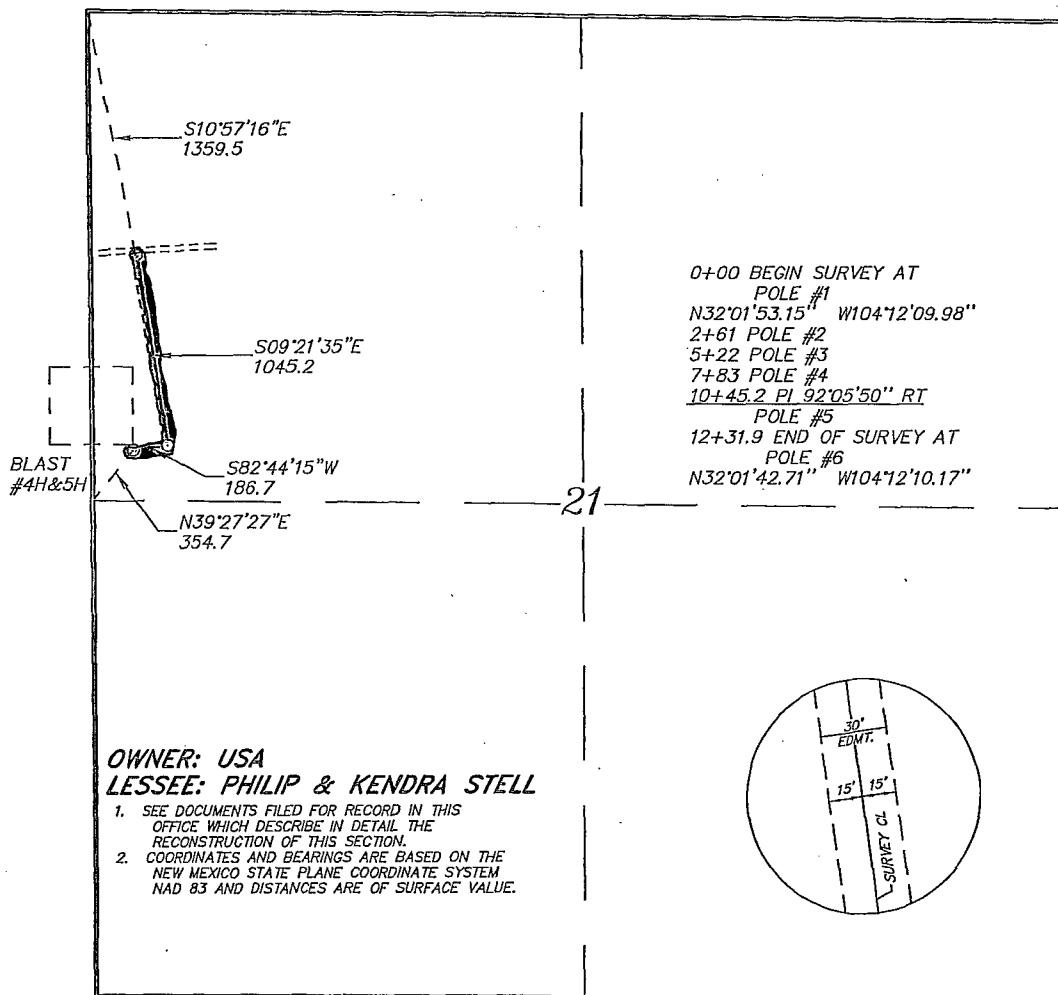 S10°57'16"E
1359.5
S09°21'35"E
1045.2
0+00 BEGIN SURVEY AT
POLE #1
N32°01'53.15" W104°12'09.98"
2+61 POLE #2
5+22 POLE #3
7+83 POLE #4
10+45.2 PI 92°05'50" RT
POLE #5
12+31.9 END OF SURVEY AT
POLE #6
N32°01'42.71" W104°12'10.17"
BLAST
#4H&5H
S82°44'15"W
186.7
N39°27'27"E
354.7
21
OWNER: USA
LESSEE: PHILIP & KENDRA STELL
1. SEE DOCUMENTS FILED FOR RECORD IN THIS
OFFICE WHICH DESCRIBE IN DETAIL THE
RECONSTRUCTION OF THIS SECTION.
2. COORDINATES AND BEARINGS ARE BASED ON THE
NEW MEXICO STATE PLANE COORDINATE SYSTEM
NAD 83 AND DISTANCES ARE OF SURFACE VALUE.
30'
EDMT.
15' 15'
SURVEY CL